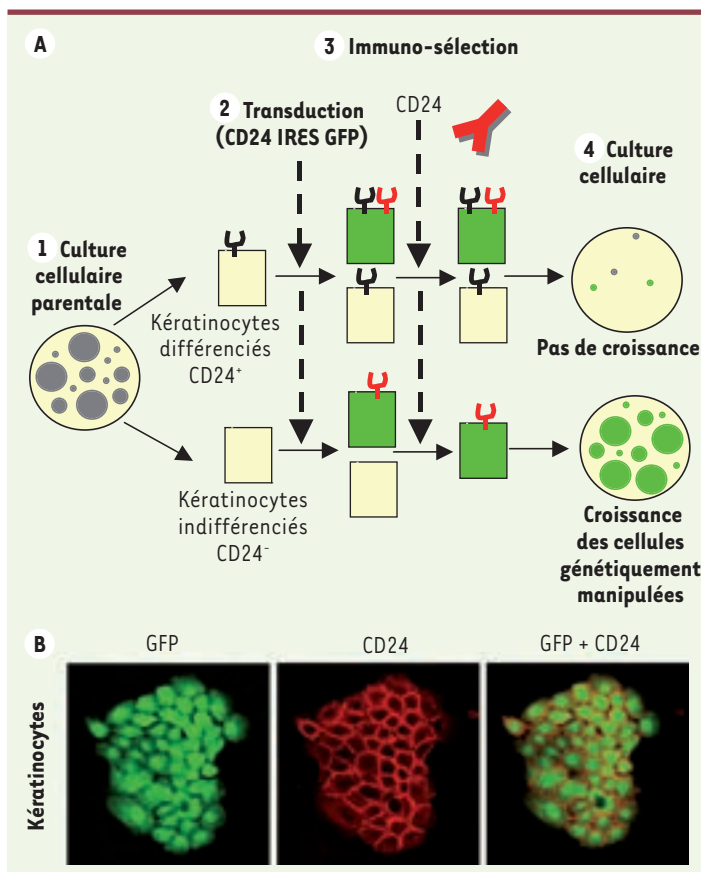 A
3 Immuno-sélection
2 Transduction
(CD24 IRES GFP)
CD24
4 Culture
cellulaire
1 Culture
cellulaire
parentale
Kératinocytes
différenciés
CD24⁺
Pas de croissance
Kératinocytes
indifférenciés
CD24⁻
Croissance
des cellules
génétiquement
manipulées
B
GFP
CD24
GFP + CD24
Kératinocytes